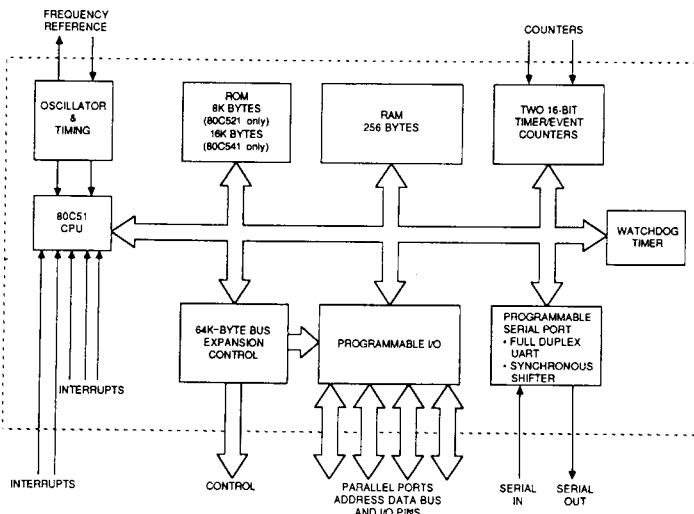 FREQUENCY
REFERENCE
COUNTERS
OSCILLATOR
&
TIMING
ROM
8K BYTES
(80C521 only)
16K BYTES
(80C541 only)
RAM
256 BYTES
TWO 16-BIT
TIMER/EVENT
COUNTERS
80C51
CPU
WATCHDOG
TIMER
64K-BYTE BUS
EXPANSION
CONTROL
PROGRAMMABLE I/O
PROGRAMMABLE
SERIAL PORT
• FULL DUPLEX
UART
• SYNCHRONOUS
SHIFTER
INTERRUPTS
INTERRUPTS
CONTROL
PARALLEL PORTS
ADDRESS DATA BUS
AND I/O PINS
SERIAL
IN
SERIAL
OUT